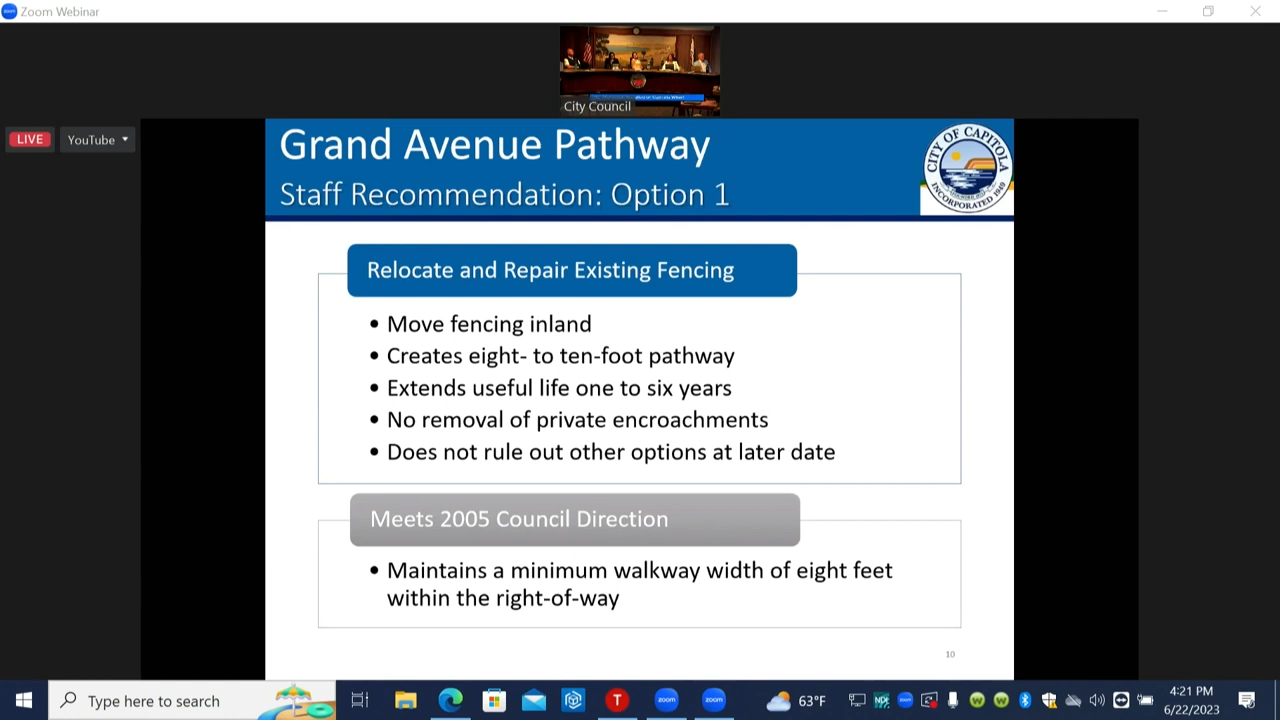 Zoom Webinar
City Council
LIVE
YouTube
Grand Avenue Pathway
Staff Recommendation: Option 1
CITY OF CAPITOLA
INCORPORATED 1949
Relocate and Repair Existing Fencing
• Move fencing inland
• Creates eight- to ten-foot pathway
• Extends useful life one to six years
• No removal of private encroachments
• Does not rule out other options at later date
Meets 2005 Council Direction
• Maintains a minimum walkway width of eight feet
within the right-of-way
10
Type here to search
T
zoom
zoom
63°F
NDI
4:21 PM
6/22/2023